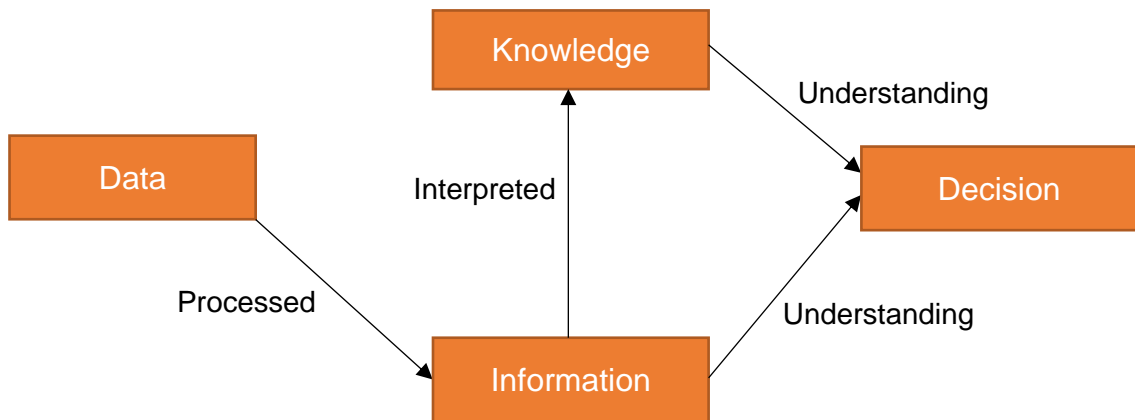 Knowledge
Understanding
Data
Interpreted
Decision
Processed
Understanding
Information